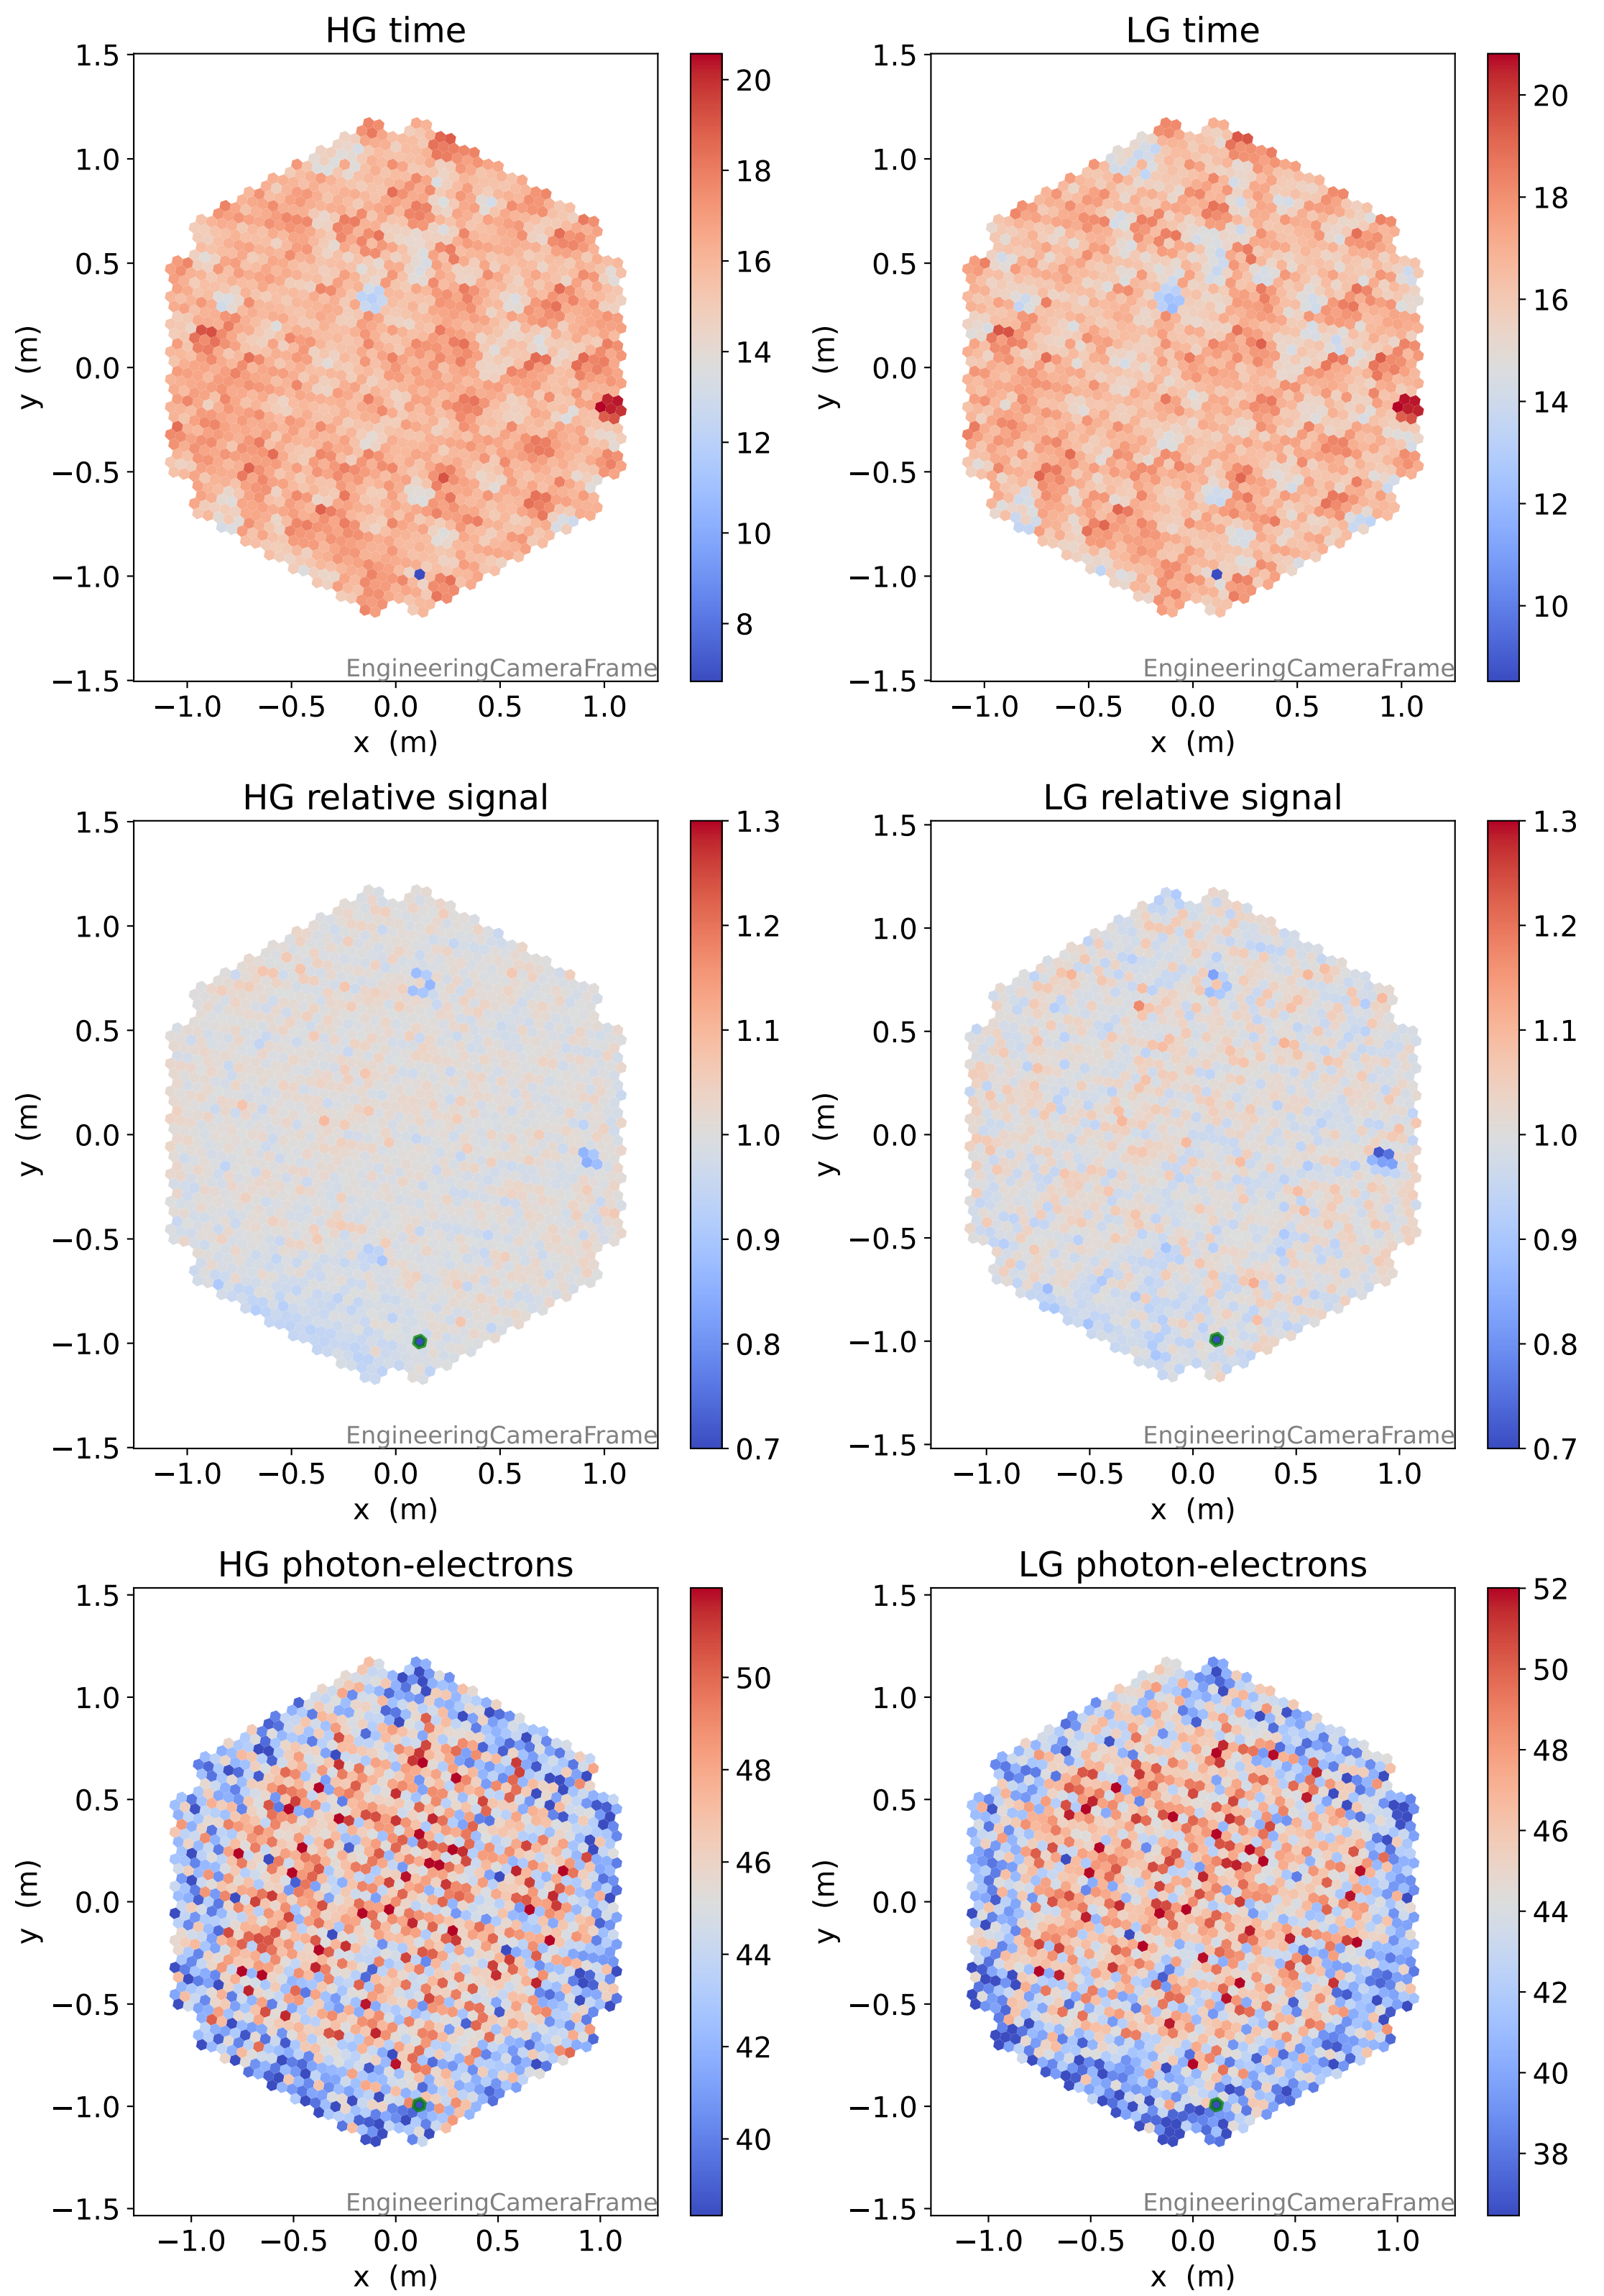 HG time
1.5
1.0
0.5
0.0
−0.5
−1.0
−1.5
y (m)
−1.0 −0.5 0.0 0.5 1.0
x (m)
EngineeringCameraFrame
20
18
16
14
12
10
8
LG time
1.5
1.0
0.5
0.0
−0.5
−1.0
−1.5
y (m)
−1.0 −0.5 0.0 0.5 1.0
x (m)
EngineeringCameraFrame
20
18
16
14
12
10
HG relative signal
1.5
1.0
0.5
0.0
−0.5
−1.0
−1.5
y (m)
−1.0 −0.5 0.0 0.5 1.0
x (m)
EngineeringCameraFrame
1.3
1.2
1.1
1.0
0.9
0.8
0.7
LG relative signal
1.5
1.0
0.5
0.0
−0.5
−1.0
−1.5
y (m)
−1.0 −0.5 0.0 0.5 1.0
x (m)
EngineeringCameraFrame
1.3
1.2
1.1
1.0
0.9
0.8
0.7
HG photon-electrons
1.5
1.0
0.5
0.0
−0.5
−1.0
−1.5
y (m)
−1.0 −0.5 0.0 0.5 1.0
x (m)
EngineeringCameraFrame
50
48
46
44
42
40
LG photon-electrons
1.5
1.0
0.5
0.0
−0.5
−1.0
−1.5
y (m)
−1.0 −0.5 0.0 0.5 1.0
x (m)
EngineeringCameraFrame
52
50
48
46
44
42
40
38